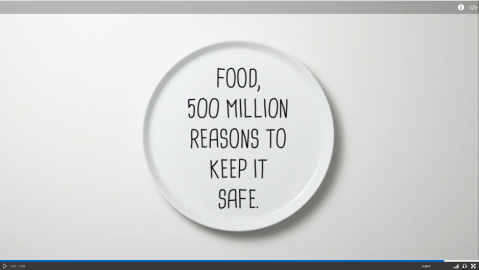 FOOD,
500 MILLION
REASONS TO
KEEP IT
SAFE.